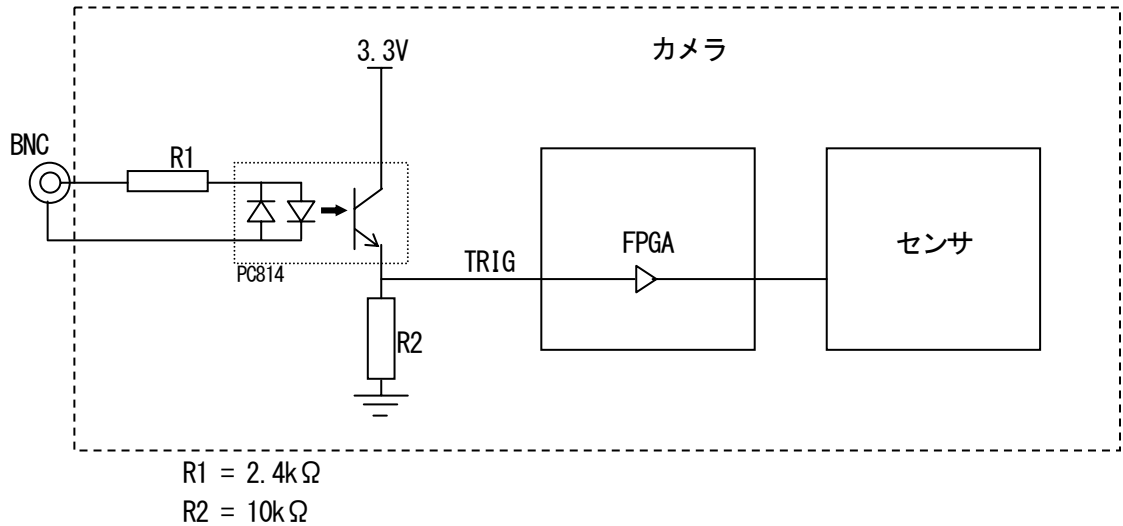 カメラ
3.3V
BNC
R1
PC814
TRIG
FPGA
センサ
R2
R1 = 2.4kΩ
R2 = 10kΩ